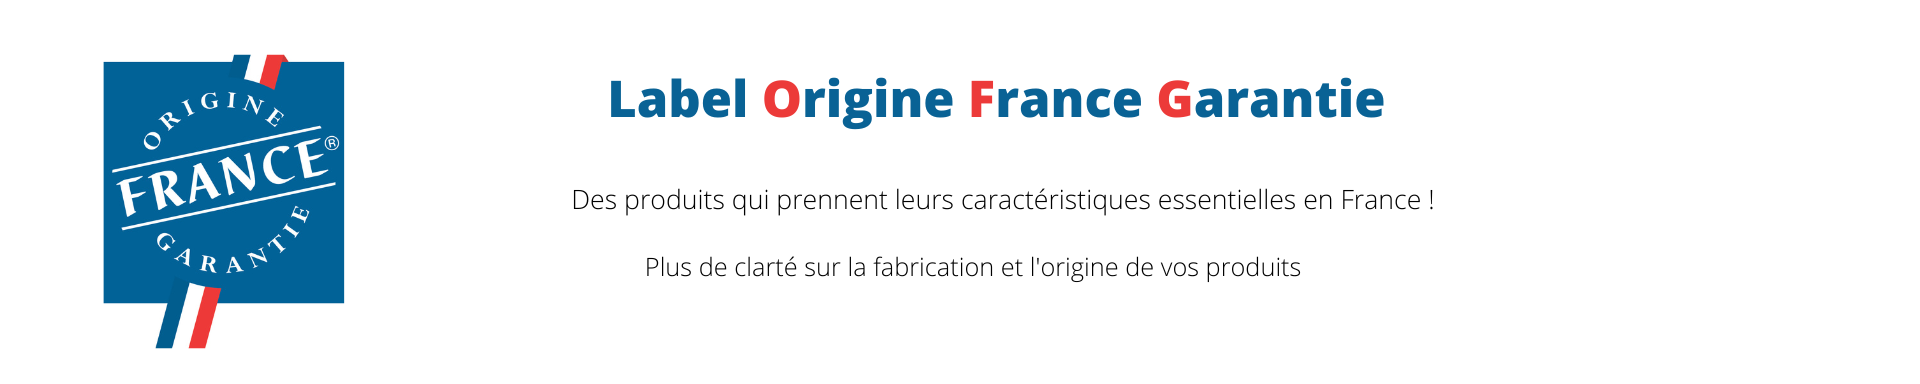 ORIGINE
FRANCE®
GARANTIE
Label Origine France Garantie
Des produits qui prennent leurs caractéristiques essentielles en France !
Plus de clarté sur la fabrication et l'origine de vos produits